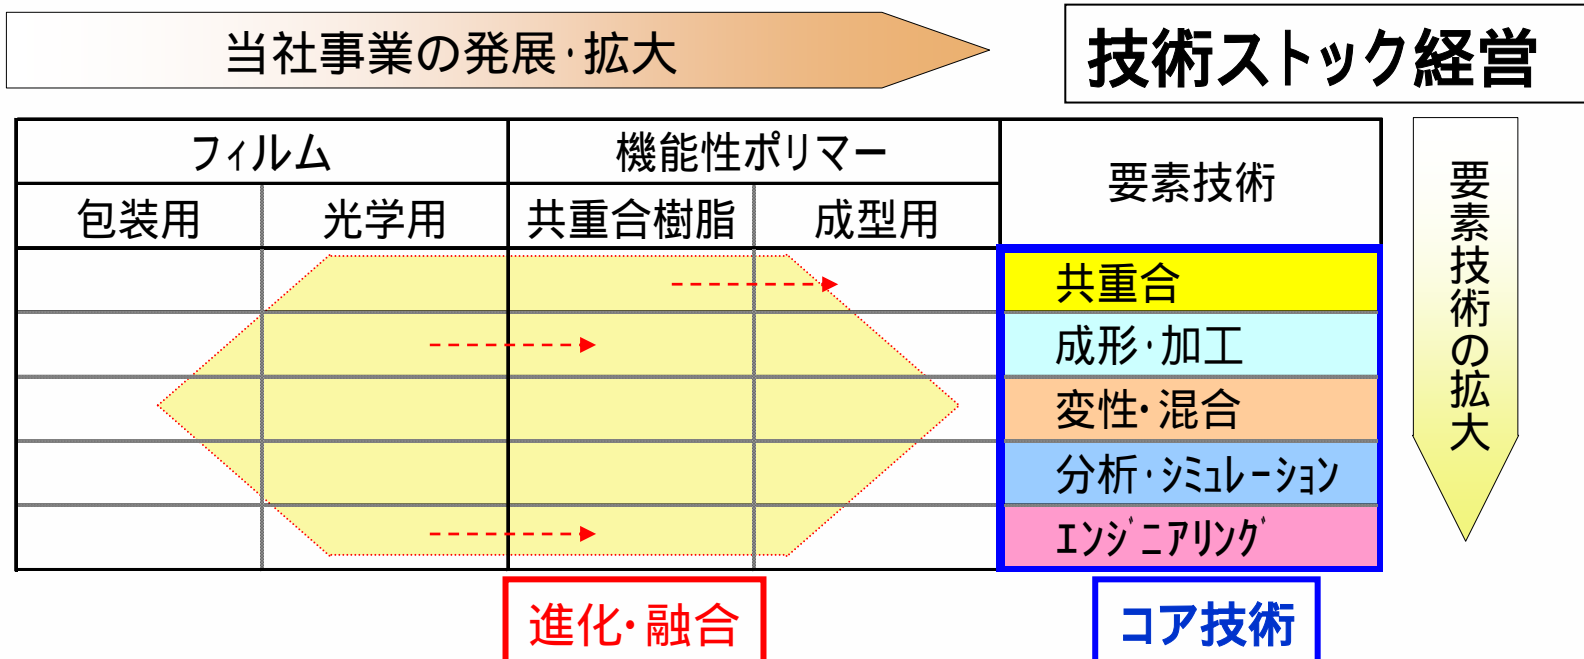 当社事業の発展・拡大
技術ストック経営
フィルム
機能性ポリマー
要素技術
包装用
光学用
共重合樹脂
成型用
共重合
成形・加工
変性・混合
分析・ｼﾐｭﾚｰｼｮﾝ
ｴﾝｼﾞﾆｱﾘﾝｸﾞ
要素技術の拡大
進化・融合
コア技術